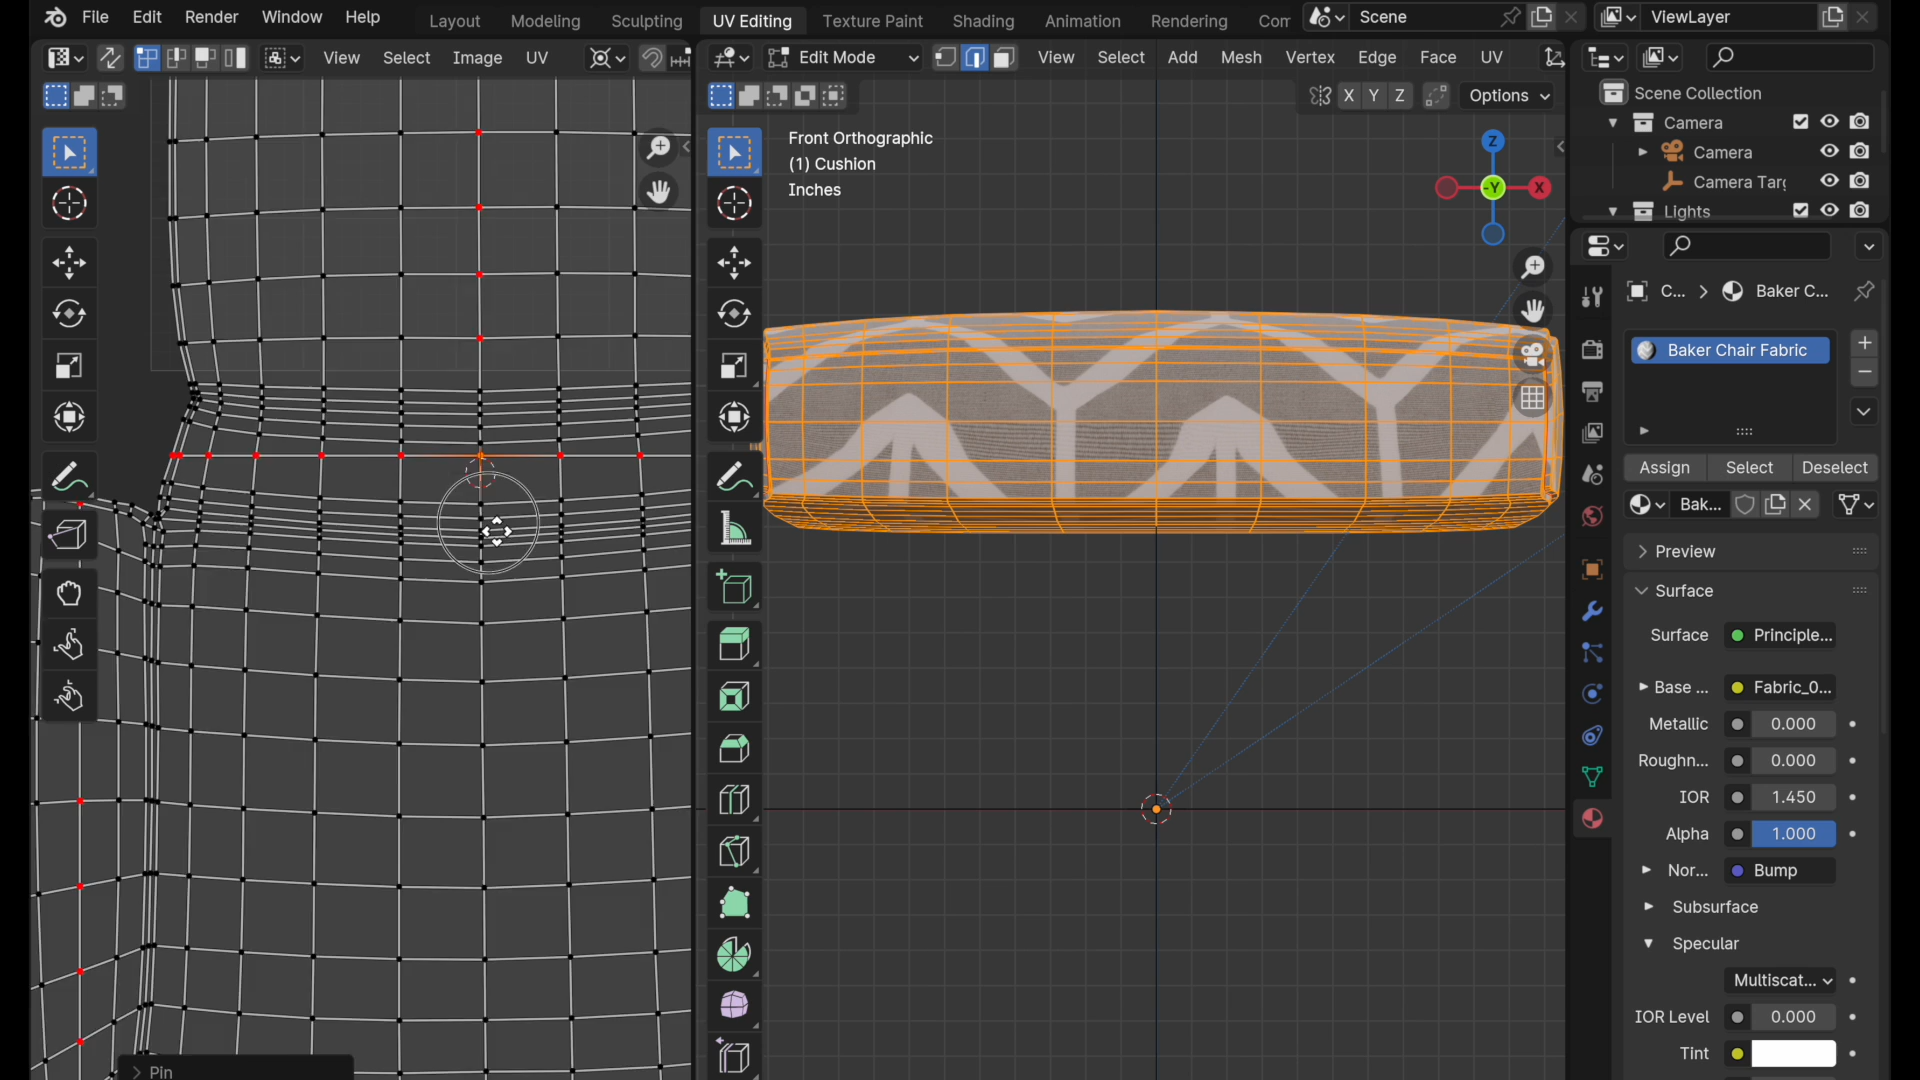 File Edit Render Window Help
Layout Modeling Sculpting UV Editing Texture Paint Shading Animation Rendering Com
Scene
ViewLayer
View Select Image UV
Edit Mode
View Select Add Mesh Vertex Edge Face UV
X Y Z
Options
Front Orthographic
(1) Cushion
Inches
Z
-Y
X
Pin
Scene Collection
Camera
Camera
Camera Targ
Lights
C...
Baker C...
Baker Chair Fabric
Assign Select Deselect
Bak...
Preview
Surface
Surface Principle...
Base ... Fabric_0...
Metallic 0.000
Roughn... 0.000
IOR 1.450
Alpha 1.000
Nor... Bump
Subsurface
Specular
Multiscat...
IOR Level 0.000
Tint